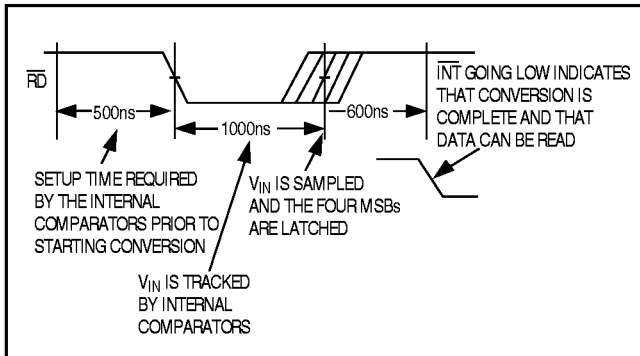 RD
500ns
1000ns
600ns
INT GOING LOW INDICATES
THAT CONVERSION IS
COMPLETE AND THAT
DATA CAN BE READ
SETUP TIME REQUIRED
BY THE INTERNAL
COMPARATORS PRIOR TO
STARTING CONVERSION
VIN IS SAMPLED
AND THE FOUR MSBs
ARE LATCHED
VIN IS TRACKED
BY INTERNAL
COMPARATORS